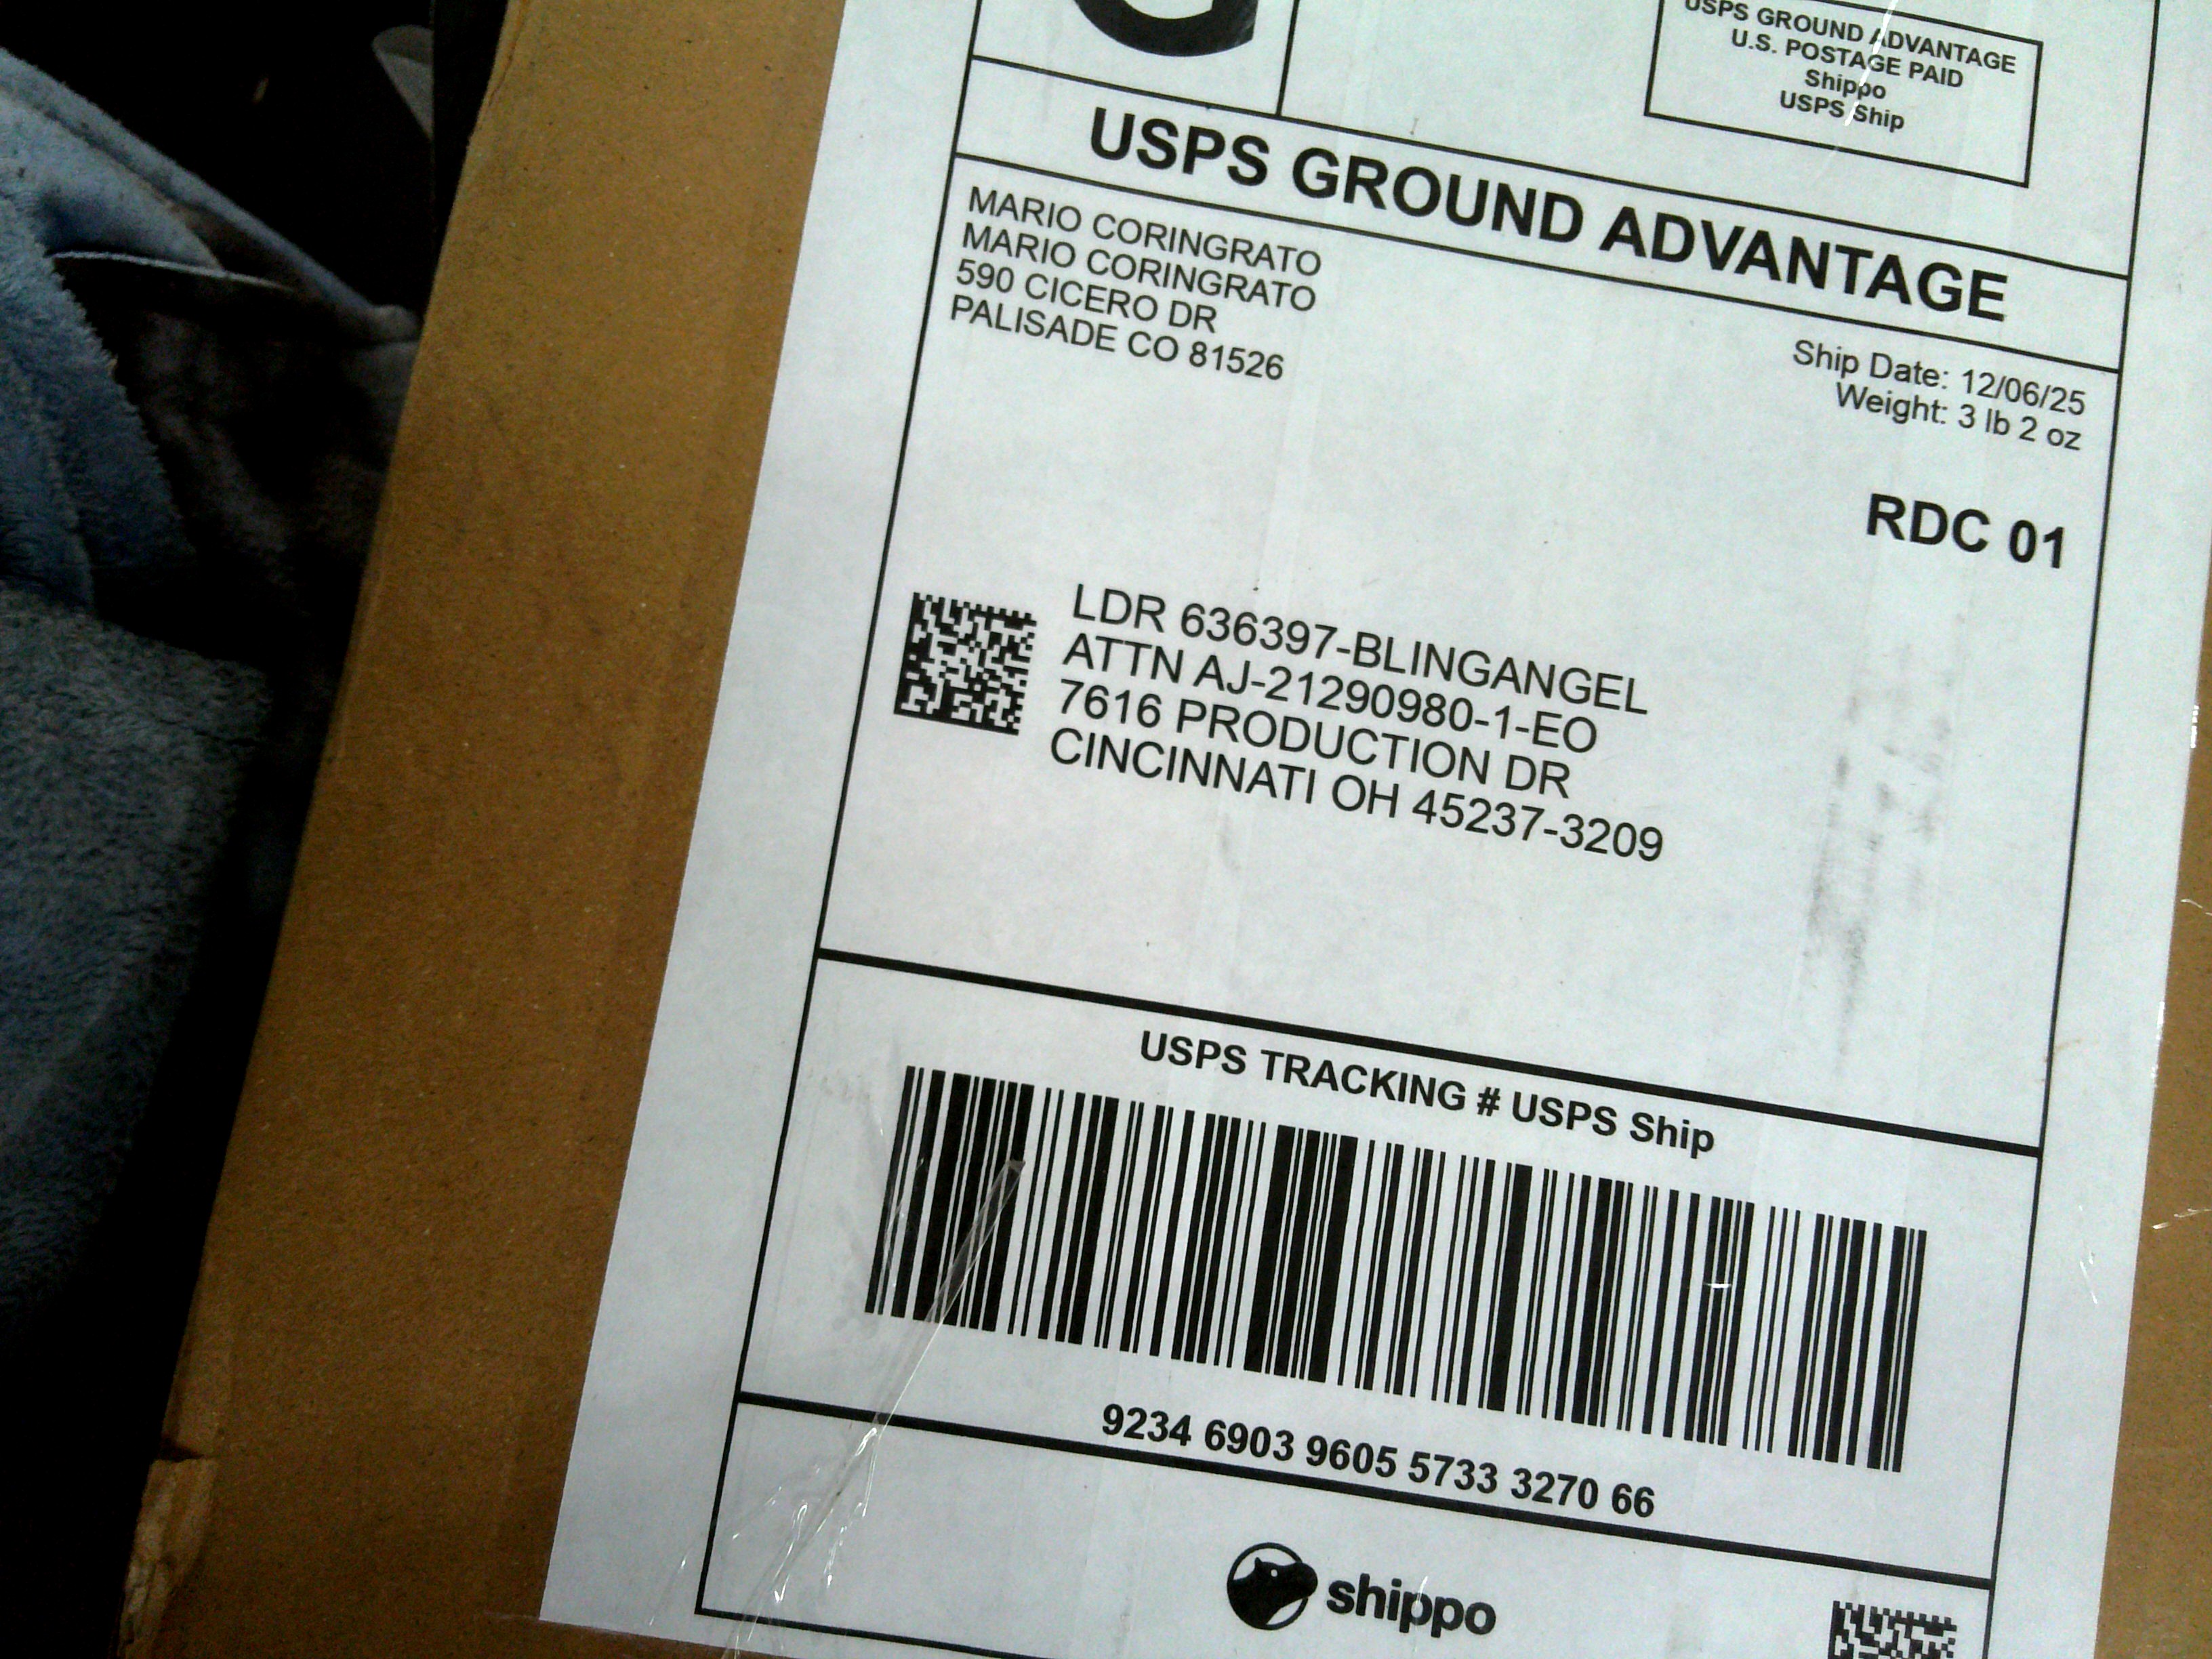 USPS GROUND ADVANTAGE
U.S. POSTAGE PAID
Shippo
USPS Ship
USPS GROUND ADVANTAGE
MARIO CORINGRATO
MARIO CORINGRATO
590 CICERO DR
PALISADE CO 81526
Ship Date: 12/06/25
Weight: 3 lb 2 oz
RDC 01
LDR 636397-BLINGANGEL
ATTN AJ-21290980-1-EO
7616 PRODUCTION DR
CINCINNATI OH 45237-3209
USPS TRACKING # USPS Ship
9234 6903 9605 5733 3270 66
shippo